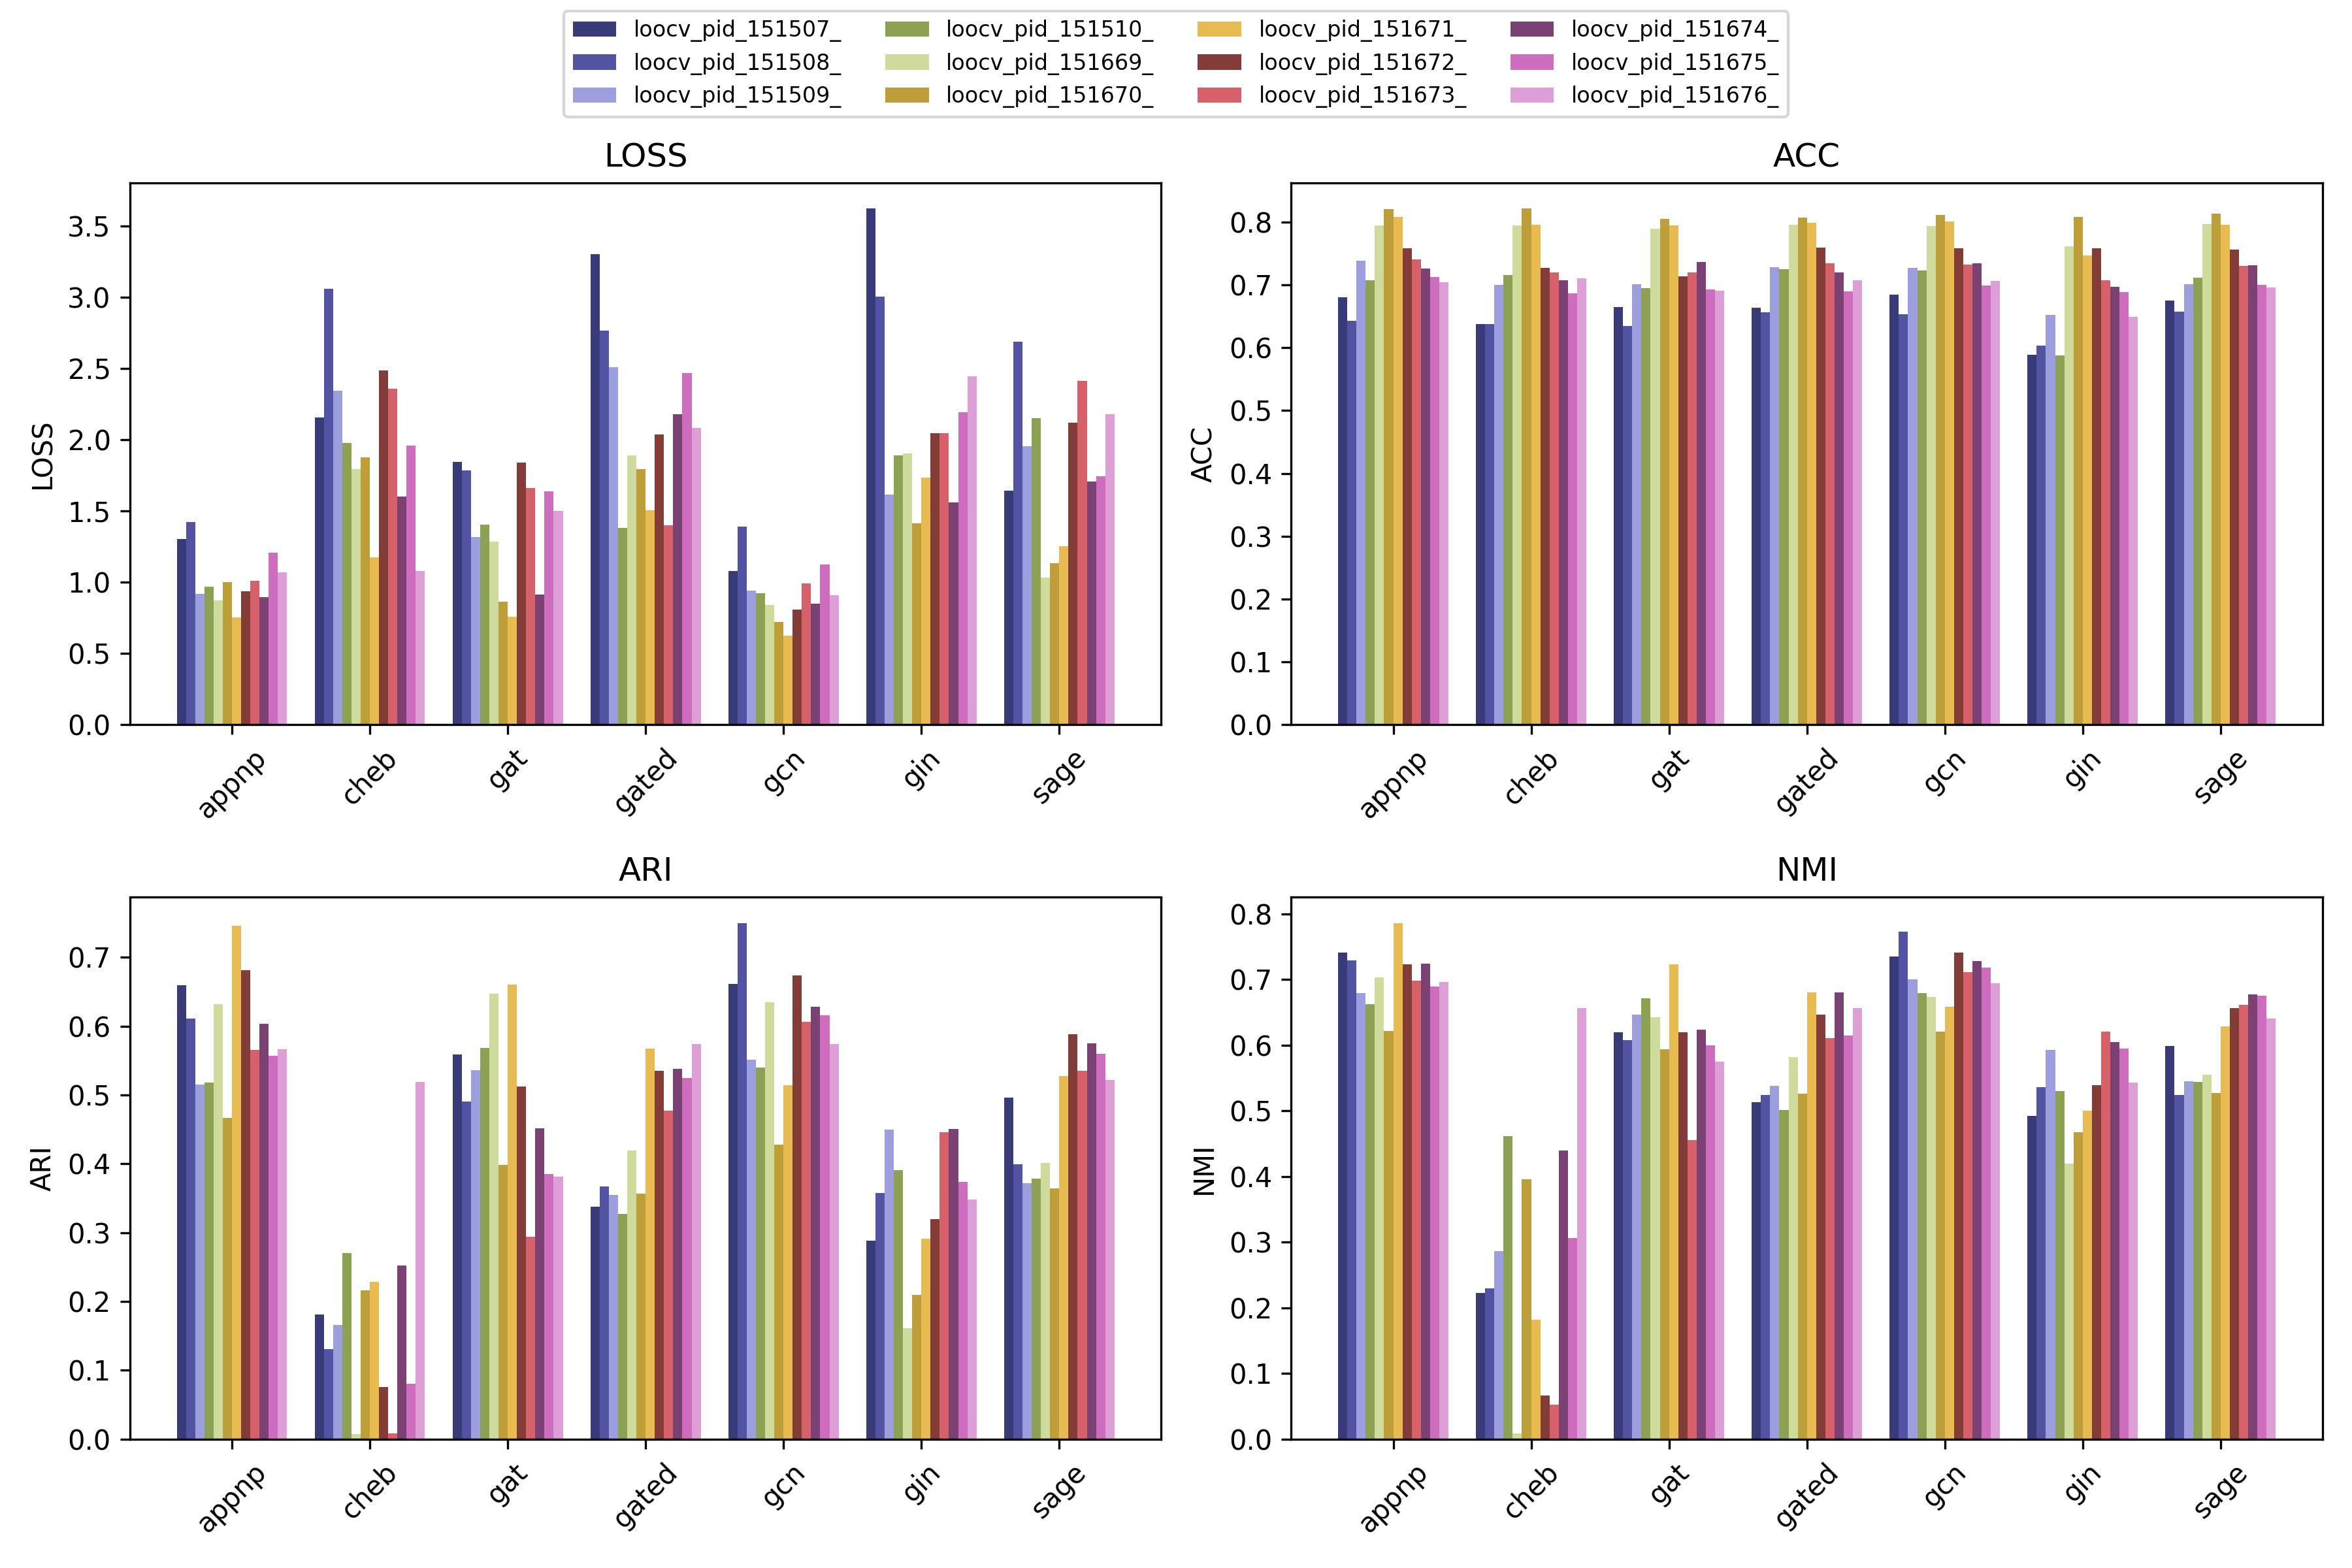 loocv_pid_151507_ loocv_pid_151510_ loocv_pid_151671_ loocv_pid_151674_
loocv_pid_151508_ loocv_pid_151669_ loocv_pid_151672_ loocv_pid_151675_
loocv_pid_151509_ loocv_pid_151670_ loocv_pid_151673_ loocv_pid_151676_
LOSS
LOSS
3.5
3.0
2.5
2.0
1.5
1.0
0.5
0.0
appnp cheb gat gated gcn gin sage
ACC
ACC
0.8
0.7
0.6
0.5
0.4
0.3
0.2
0.1
0.0
appnp cheb gat gated gcn gin sage
ARI
ARI
0.7
0.6
0.5
0.4
0.3
0.2
0.1
0.0
appnp cheb gat gated gcn gin sage
NMI
NMI
0.8
0.7
0.6
0.5
0.4
0.3
0.2
0.1
0.0
appnp cheb gat gated gcn gin sage